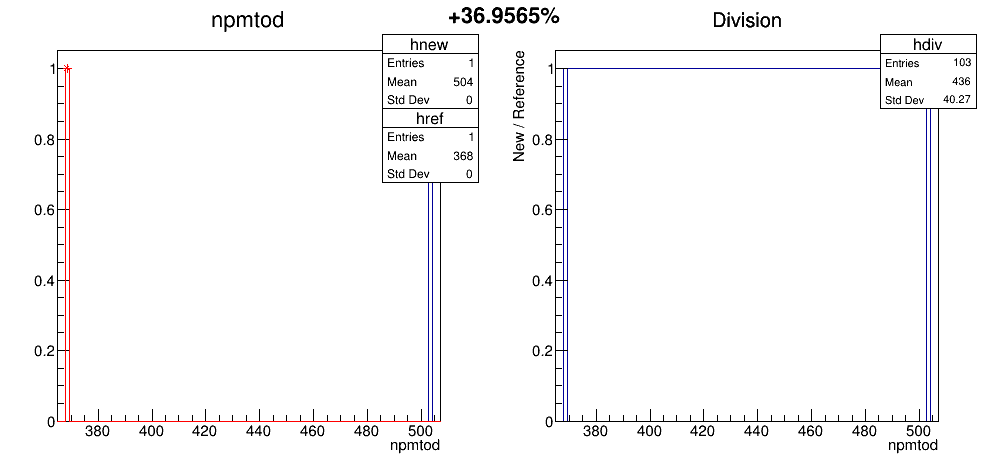 +36.9565%
npmtod
hnew
Entries 1
Mean 504
Std Dev 0
href
Entries 1
Mean 368
Std Dev 0
1
0.8
0.6
0.4
0.2
0
380 400 420 440 460 480 500
npmtod
Division
hdiv
Entries 103
Mean 436
Std Dev 40.27
New / Reference
1
0.8
0.6
0.4
0.2
0
380 400 420 440 460 480 500
npmtod